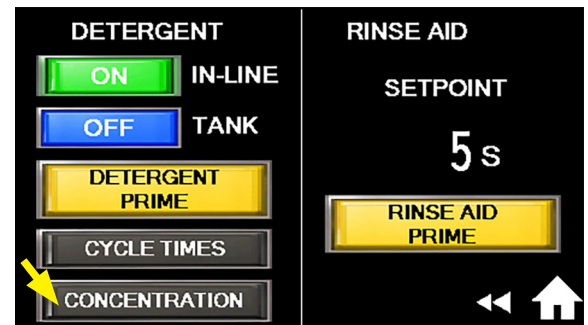 DETERGENT
ON IN-LINE
OFF TANK
DETERGENT
PRIME
CYCLE TIMES
CONCENTRATION
RINSE AID
SETPOINT
5 s
RINSE AID
PRIME